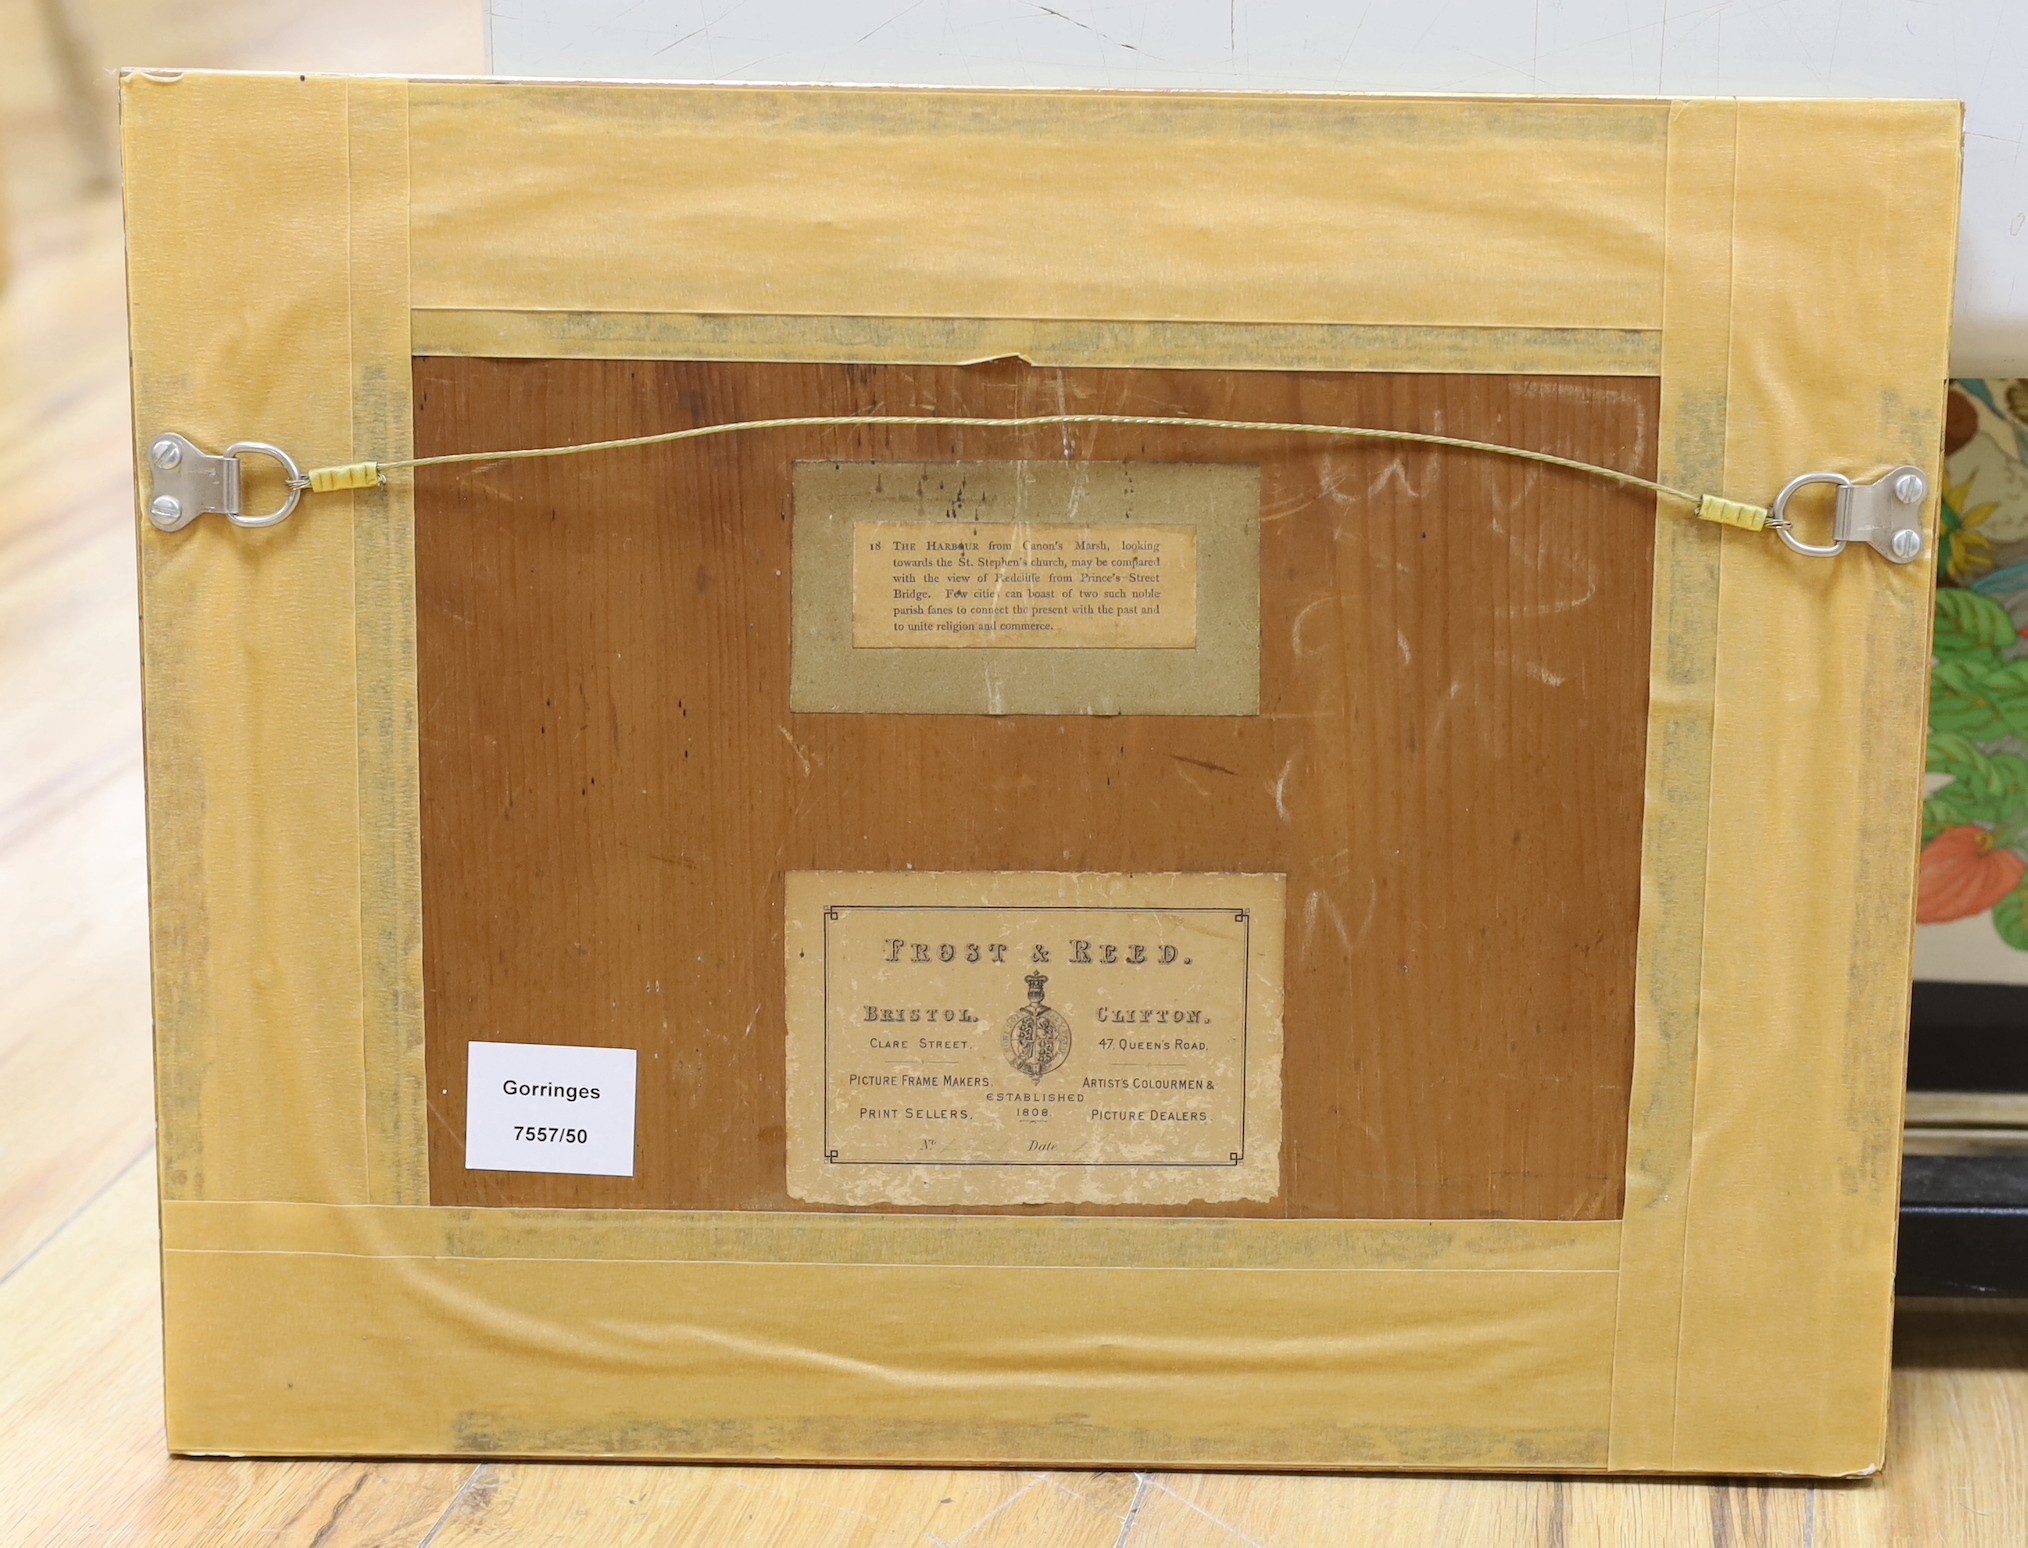 18 THE HARBOUR from Canon's Marsh, looking
towards the St. Stephen's church, may be compared
with the view of Redcliffe from Prince's Street
Bridge. Few cities can boast of two such noble
parish fanes to connect the present with the past and
to unite religion and commerce.
FROST & REED.
BRISTOL. CLIFTON.
CLARE STREET. 47. QUEEN'S ROAD.
PICTURE FRAME MAKERS. ARTISTS COLOURMEN &
ESTABLISHED
PRINT SELLERS. 1808. PICTURE DEALERS.
No Date
Gorringes
7557/50